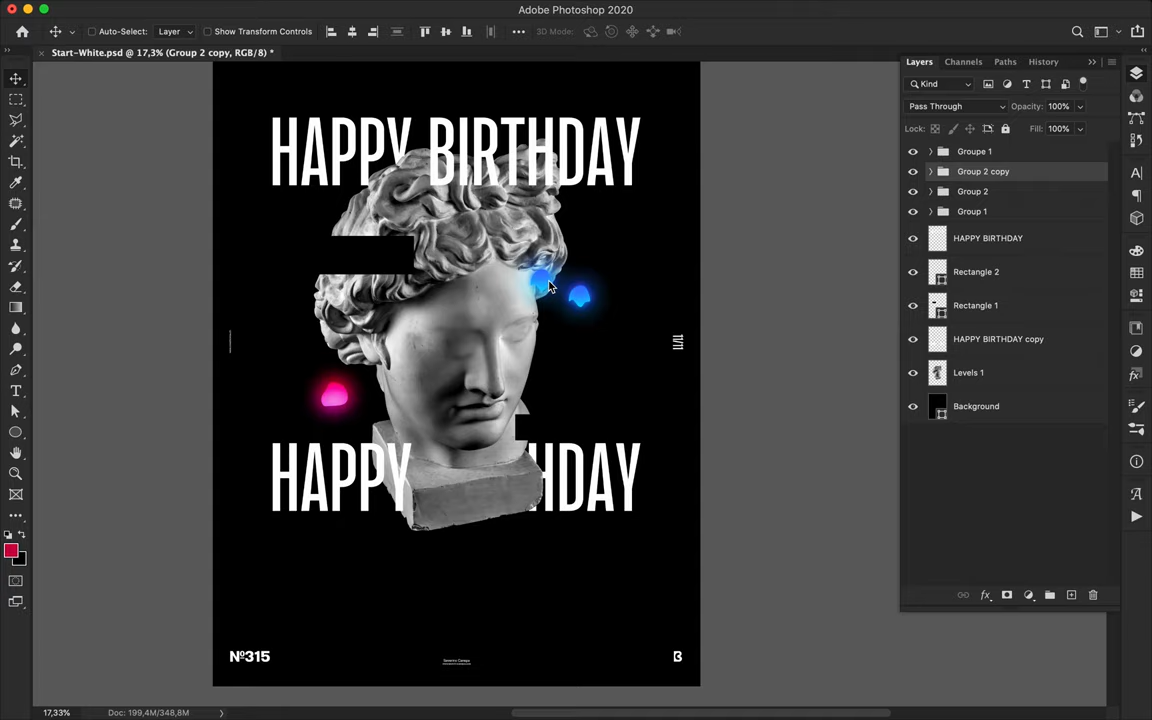 Adobe Photoshop 2020
Auto-Select: Layer Show Transform Controls 3D Mode:
Start-White.psd @ 17,3% (Group 2 copy, RGB/8) *
Layers Channels Paths History
Kind
Pass Through Opacity: 100%
Lock: Fill: 100%
Groupe 1
Group 2 copy
Group 2
Group 1
HAPPY BIRTHDAY
Rectangle 2
Rectangle 1
HAPPY BIRTHDAY copy
Levels 1
Background
HAPPY BIRTHDAY
11/11
HAPPY HDAY
Nº315
B
17,33% Doc: 199,4M/348,8M